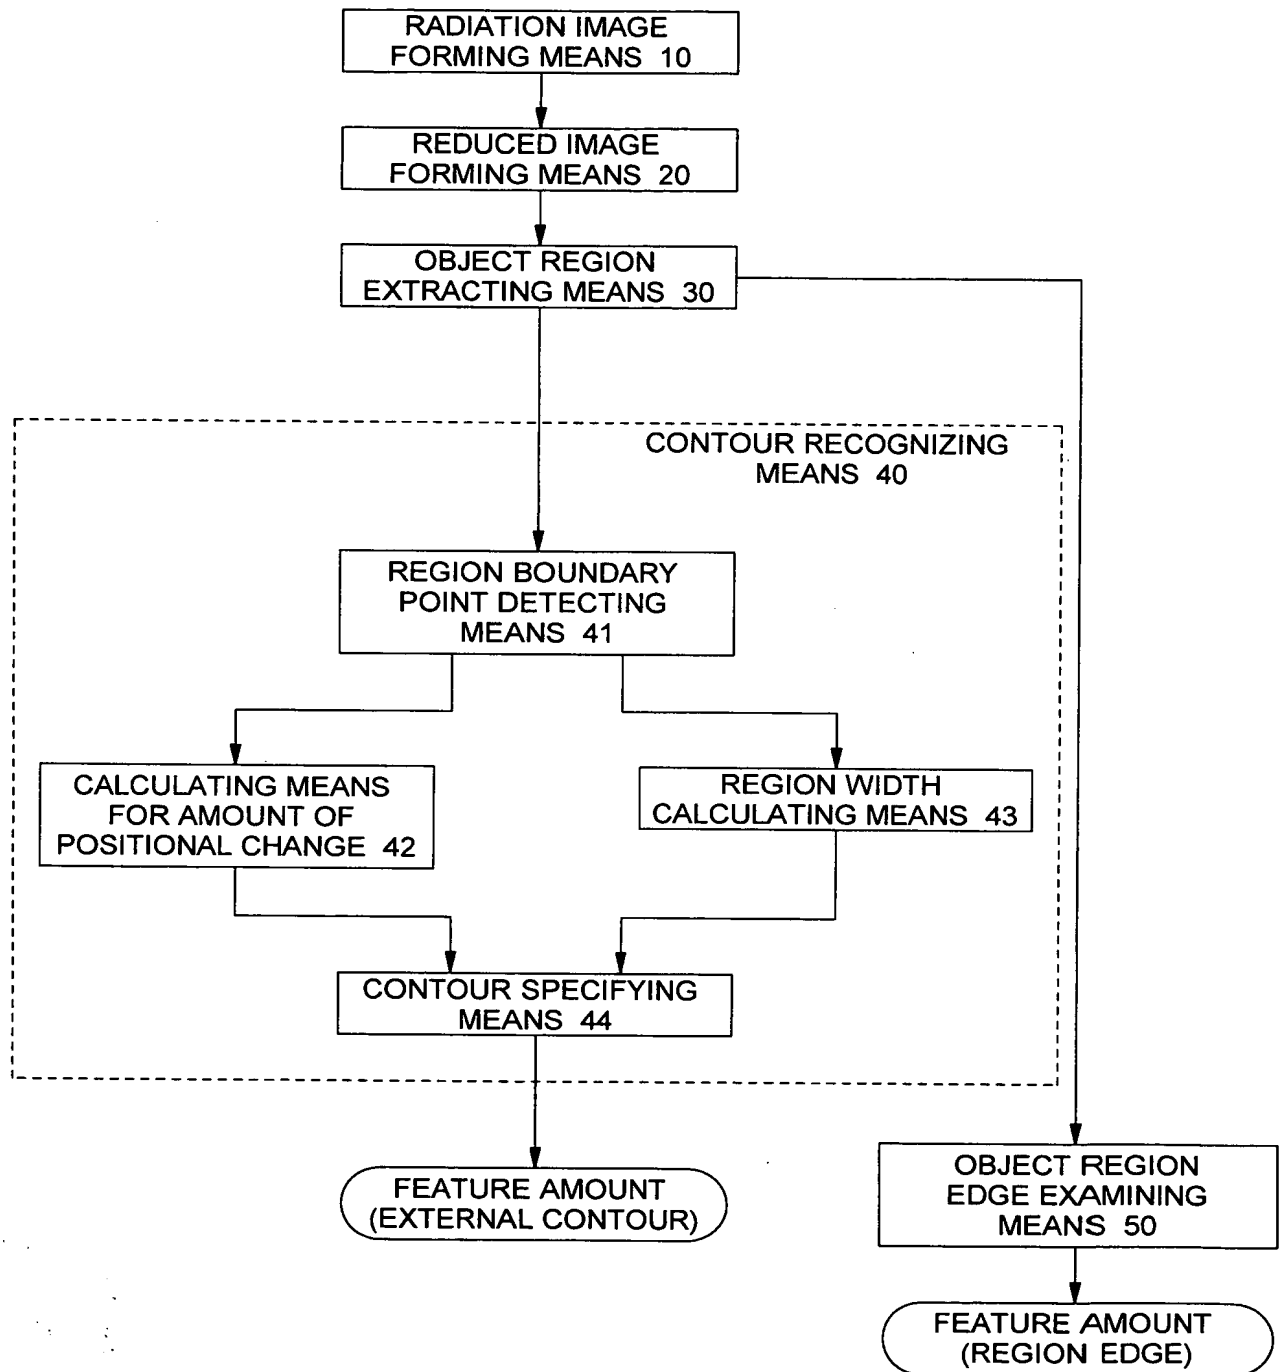 RADIATION IMAGE
FORMING MEANS 10
REDUCED IMAGE
FORMING MEANS 20
OBJECT REGION
EXTRACTING MEANS 30
CONTOUR RECOGNIZING
MEANS 40
REGION BOUNDARY
POINT DETECTING
MEANS 41
CALCULATING MEANS
FOR AMOUNT OF
POSITIONAL CHANGE 42
REGION WIDTH
CALCULATING MEANS 43
CONTOUR SPECIFYING
MEANS 44
FEATURE AMOUNT
(EXTERNAL CONTOUR)
OBJECT REGION
EDGE EXAMINING
MEANS 50
FEATURE AMOUNT
(REGION EDGE)